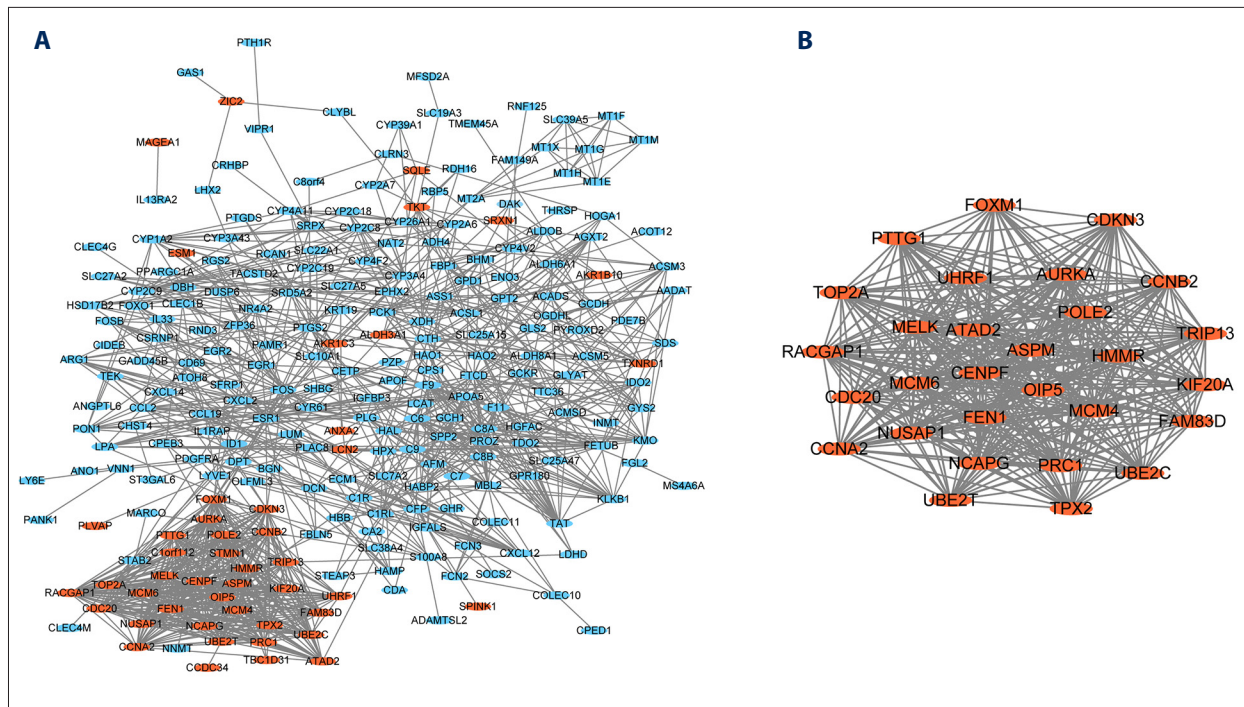 A
B
PTH1R
GAS1
MFSD2A
ZIC2
CLYBL
SLC19A3
RNF125
TMEM45A
SLC39A5
MT1F
VIPR1
CYP39A1
MT1M
MAGEA1
CLRN3
MT1X
MT1G
FAM149A
CRHBP
SQLE
RDH16
MT1H
MT1E
C8orf4
CYP2A7
RBP5
MT2A
IL13RA2
LHX2
DAK
TKT
THRSP
HOGA1
PTGDS
CYP4A11
CYP2C18
SRPX
CYP2C8
CYP26A1
CYP2A6
SRXN1
ALDOB
ACOT12
CLEC4G
CYP1A2
CYP3A43
NAT2
ADH4
CYP4V2
AGXT2
ESM1
RGS2
RCAN1
SLC22A1
CYP4F2
FBP1
BHMT
ALDH6A1
SLC27A2
PPARGC1A
TACSTD2
CYP2C19
CYP3A4
GPD1
ENO3
AKR1B10
ACSM3
CYP2C9
DBH
DUSP6
SRD5A2
SLC27A5
EPHX2
ASS1
GPT2
ACADS
GCDH
AADAT
HSD17B2
FOXO1
CLEC1B
NR4A2
KRT19
PCK1
ACSL1
OGDHL
PDE7B
FOSB
IL33
ZFP36
PTGS2
XDH
SLC25A15
GLS2
PYROXD2
CSRNP1
RND3
PAMR1
ALDH3A1
CTH
SDS
CIDEB
EGR2
AKR1C3
HAO1
HAO2
ALDH8A1
ACSM5
TXNRD1
ARG1
GADD45B
CD69
EGR1
SLC10A1
PZP
CPS1
GCKR
GLYAT
TEK
ATOH8
SFRP1
FOS
SHBG
CETP
APOF
F9
FTCD
IDO2
CXCL14
TTC36
ANGPTL6
CCL2
CXCL2
CYR61
IGFBP3
LCAT
APOA5
GYS2
CCL19
ESR1
PLG
C6
GCH1
F11
ACMSD
PON1
CHST4
IL1RAP
ANXA2
HAL
C8A
HGFAC
INMT
LPA
CPEB3
ID1
LUM
PLAC8
LCN2
HPX
C9
SPP2
PROZ
TDO2
FETUB
KMO
PDGFRA
DPT
BGN
AFM
C8B
SLC25A47
FGL2
ANO1
VNN1
LYVE1
ECM1
SLC7A2
C7
GPR180
LY6E
ST3GAL6
OLFML3
DCN
C1R
HABP2
MBL2
MS4A6A
FOXM1
KLKB1
PANK1
PLVAP
MARCO
CDKN3
HBB
C1RL
CFP
GHR
AURKA
IGFALS
COLEC11
TAT
PTTG1
POLE2
CCNB2
FBLN5
CA2
C1orf112
STMN1
SLC38A4
FCN3
CXCL12
LDHD
STAB2
HMMR
TRIP13
S100A8
MELK
CENPF
ASPM
STEAP3
HAMP
FCN2
SOCS2
TOP2A
KIF20A
RACGAP1
MCM6
OIP5
UHRF1
CDA
COLEC10
CDC20
FEN1
MCM4
FAM83D
SPINK1
CLEC4M
NUSAP1
NCAPG
TPX2
ADAMTSL2
CPED1
UBE2C
CCNA2
NNMT
UBE2T
PRC1
CCDC34
TBC1D31
ATAD2
FOXM1
CDKN3
PTTG1
UHRF1
AURKA
CCNB2
TOP2A
POLE2
MELK
ATAD2
TRIP13
RACGAP1
ASPM
HMMR
CENPF
MCM6
OIP5
KIF20A
CDC20
MCM4
FEN1
FAM83D
NUSAP1
CCNA2
NCAPG
PRC1
UBE2C
UBE2T
TPX2